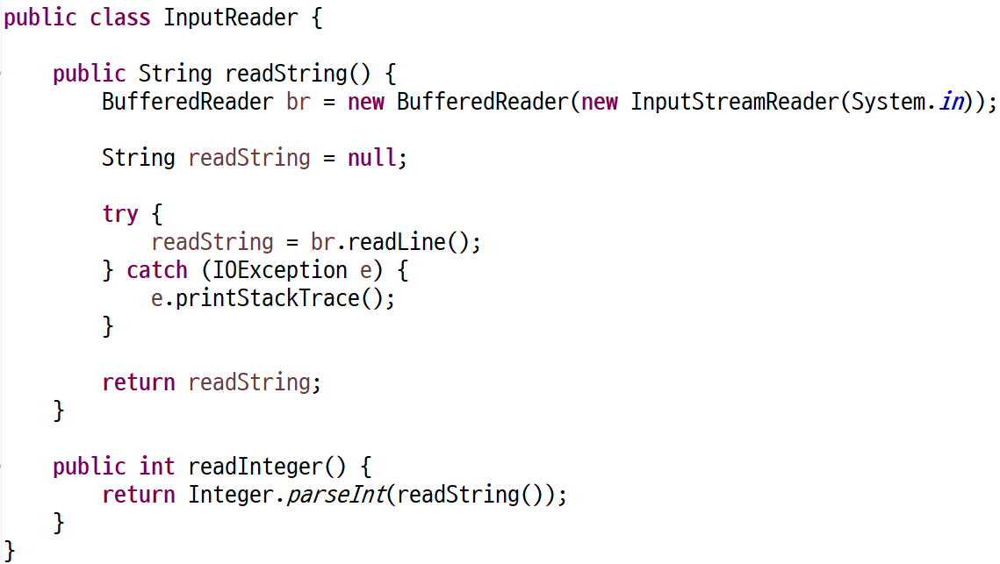 public class InputReader {
public String readString() {
BufferedReader br = new BufferedReader(new InputStreamReader(System.in));
String readString = null;
try {
readString = br.readLine();
} catch (IOException e) {
e.printStackTrace();
}
return readString;
}
public int readInteger() {
return Integer.parseInt(readString());
}
}